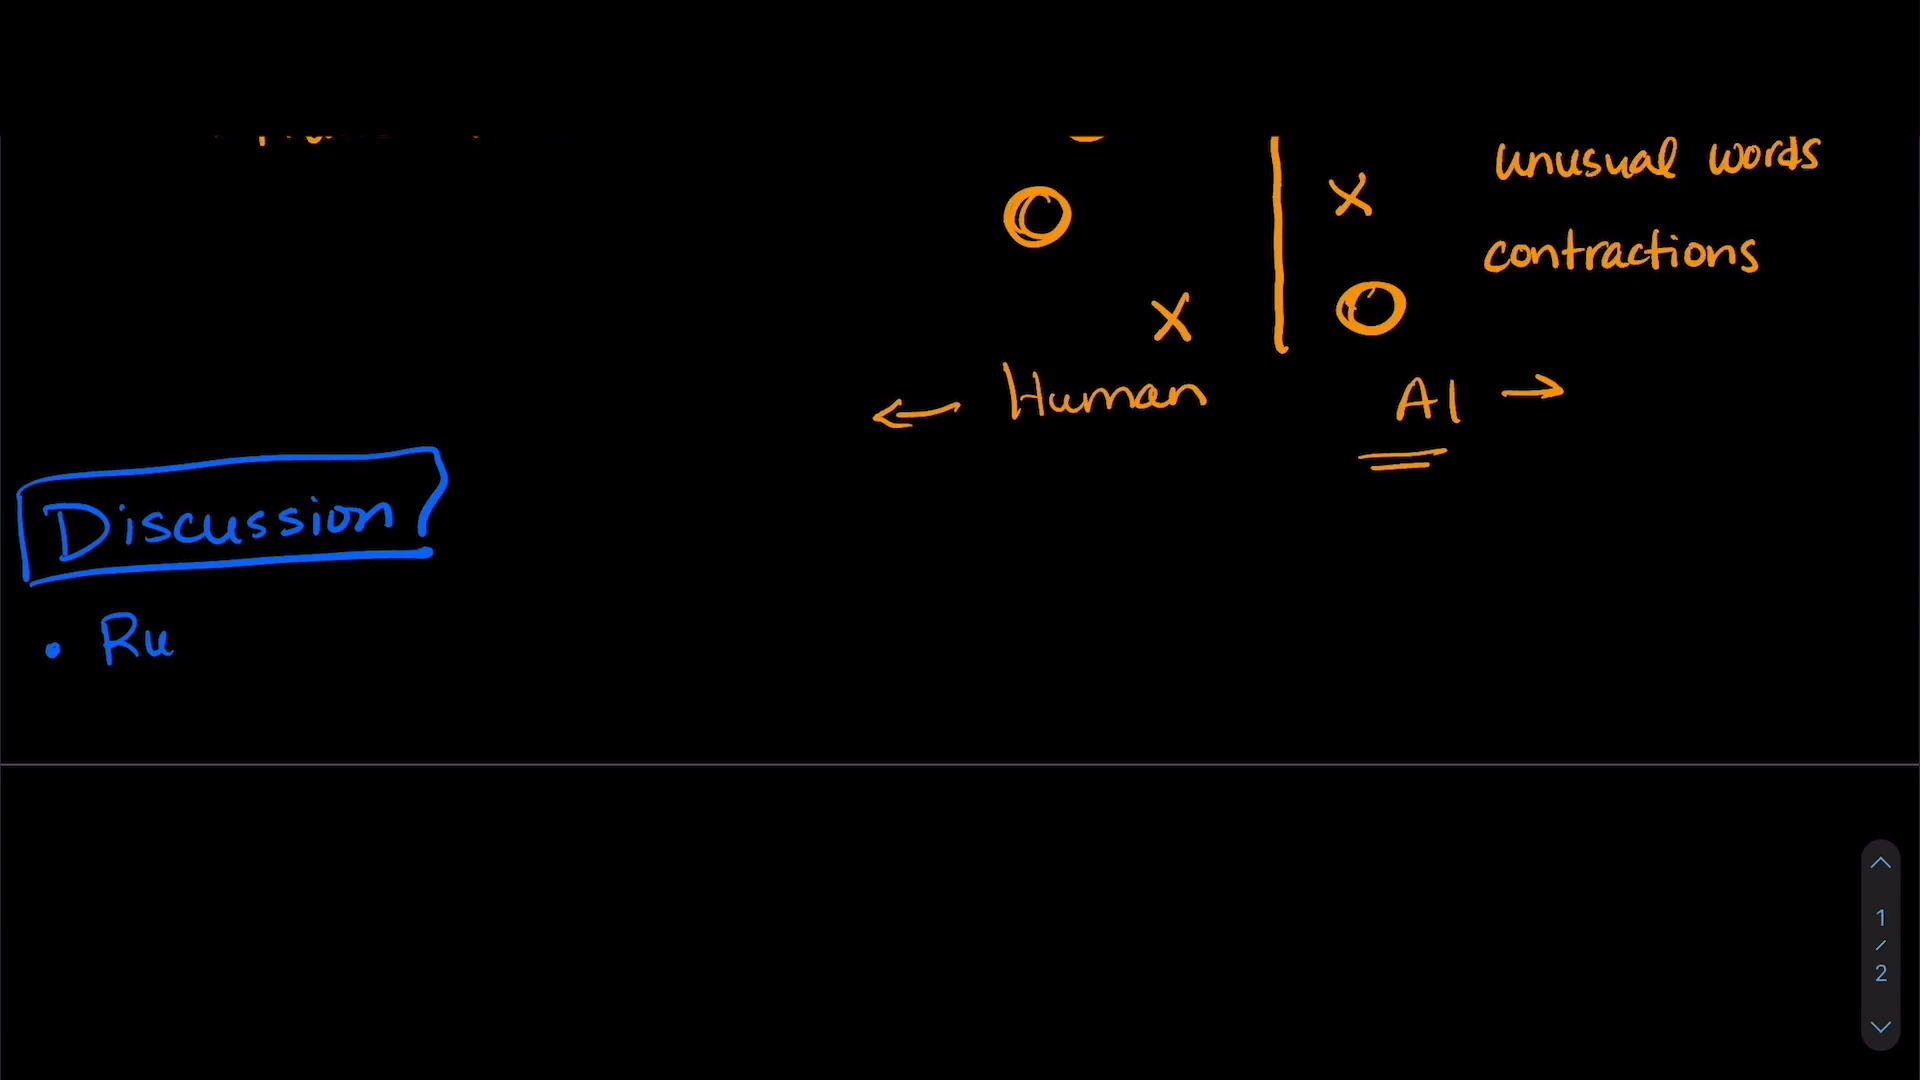 unusual words
contractions
X
X
← Human
AI →
Discussion
• Ru
1
/
2